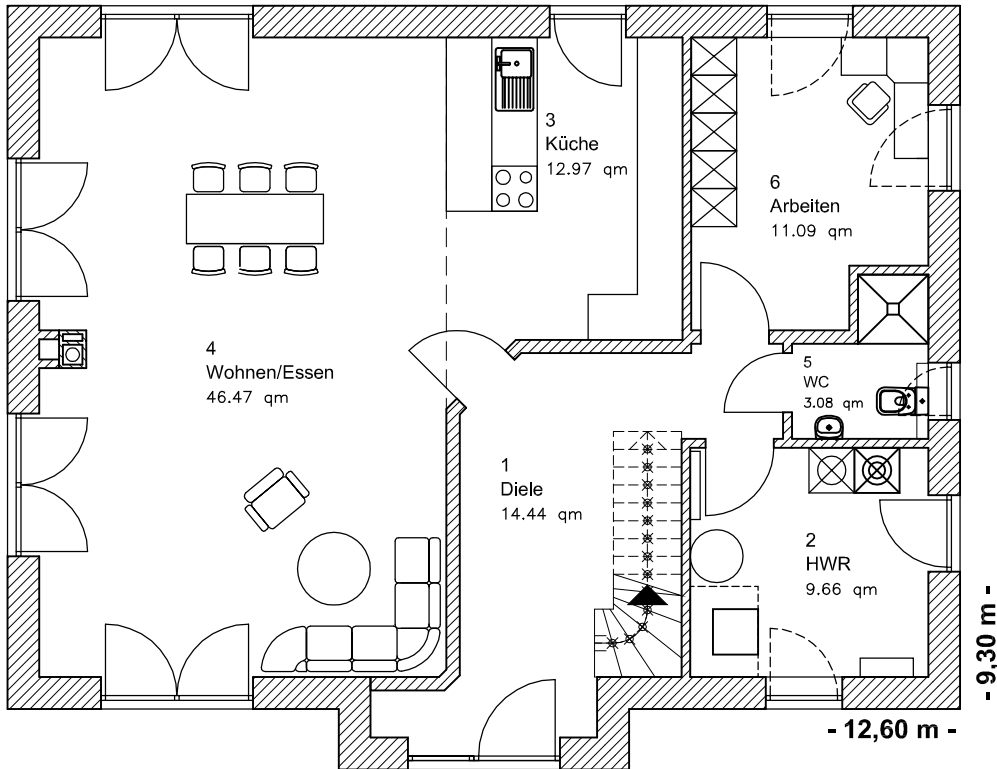 3
Küche
12.97 qm
6
Arbeiten
11.09 qm
4
Wohnen/Essen
46.47 qm
5
WC
3.08 qm
1
Diele
14.44 qm
2
HWR
9.66 qm
- 9,30 m -
- 12,60 m -